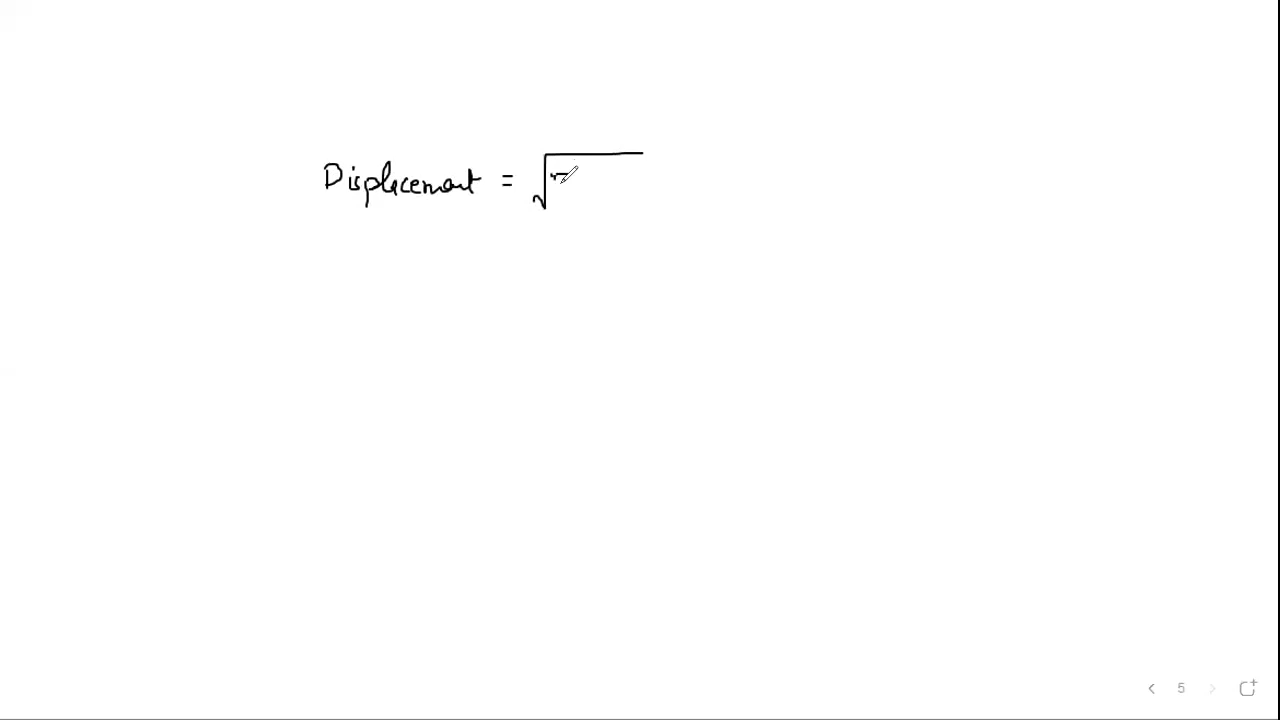 Displacement = √
5